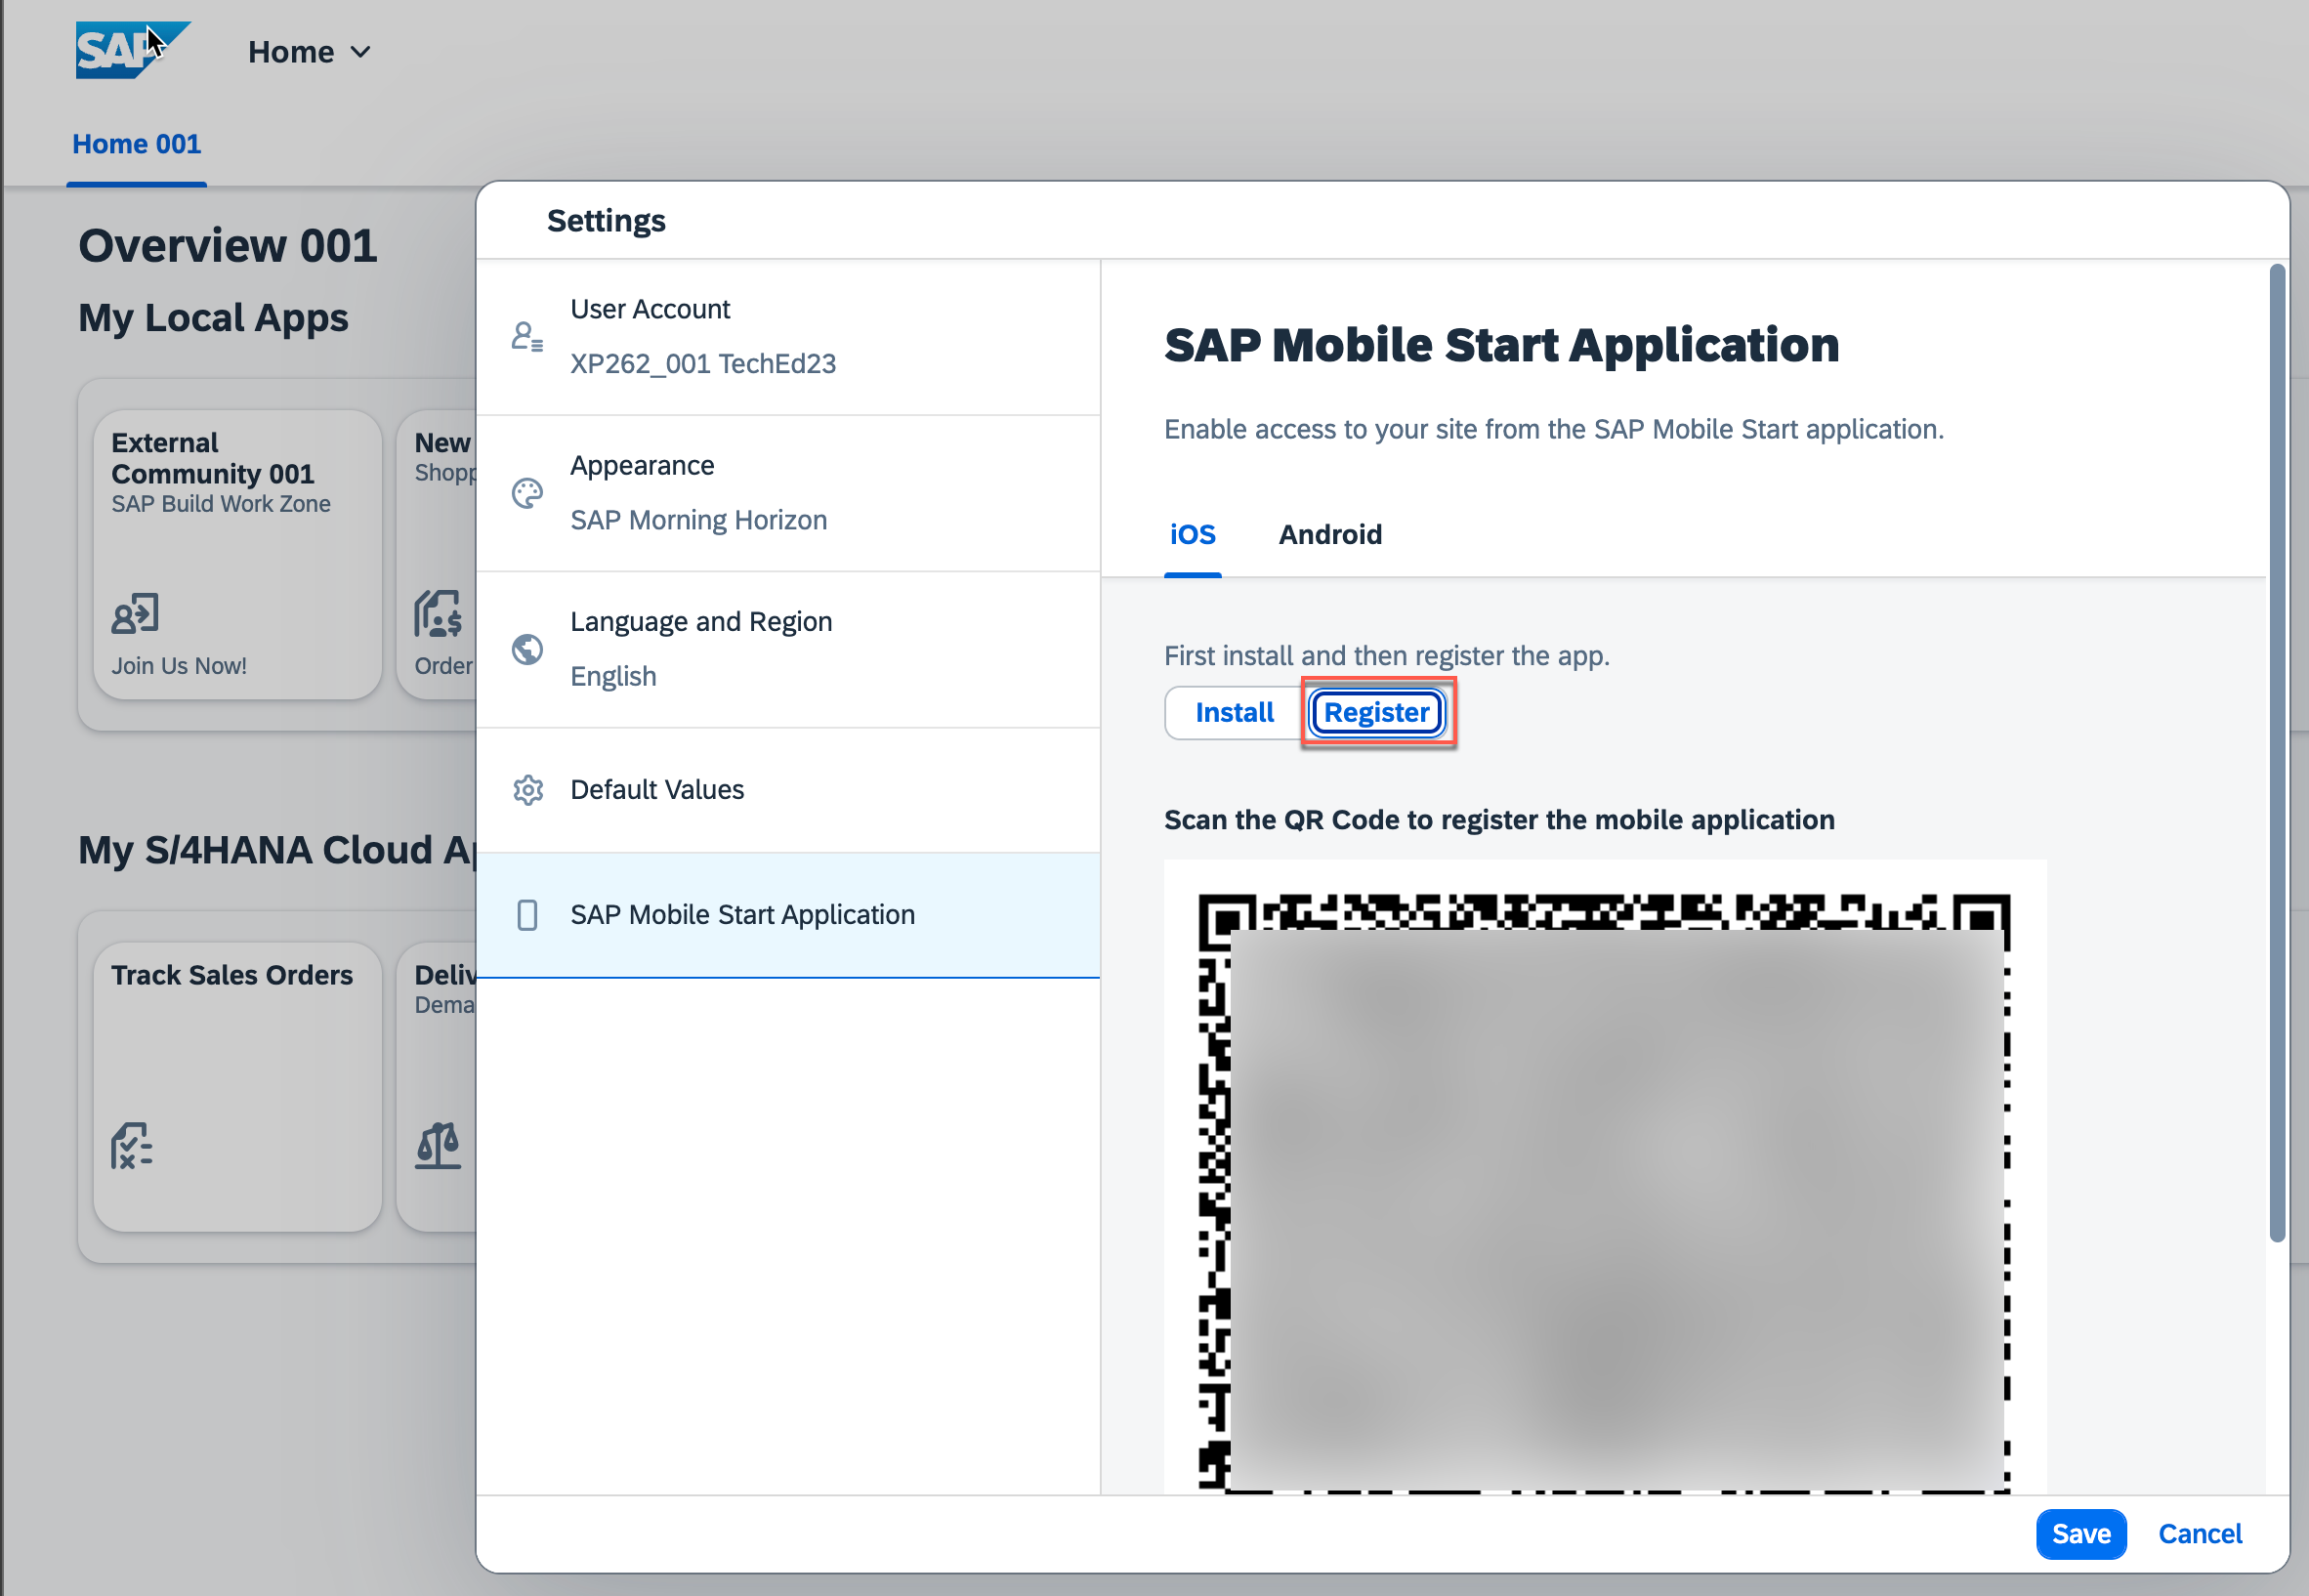 SAP
Home
Home 001
Overview 001
My Local Apps
External
Community 001
SAP Build Work Zone
Join Us Now!
New
Shopp
Order
My S/4HANA Cloud Ap
Track Sales Orders
Deliv
Dema
Settings
User Account
XP262_001 TechEd23
Appearance
SAP Morning Horizon
Language and Region
English
Default Values
SAP Mobile Start Application
SAP Mobile Start Application
Enable access to your site from the SAP Mobile Start application.
iOS Android
First install and then register the app.
Install Register
Scan the QR Code to register the mobile application
Save Cancel